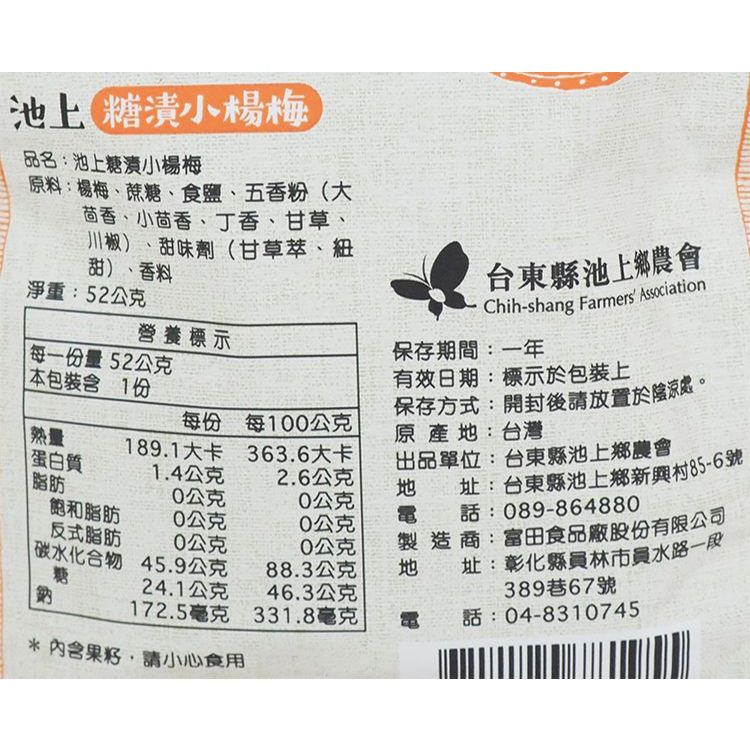 池上 糖漬小楊梅
品名：池上糖漬小楊梅
原料：楊梅、蔗糖、食鹽、五香粉（大
茴香、小茴香、丁香、甘草、
川椒）、甜味劑（甘草萃、紐
甜）、香料
淨重：52公克
營養標示
每一份量 52公克
本包裝含 1份
每份 每100公克
熱量 189.1大卡 363.6大卡
蛋白質 1.4公克 2.6公克
脂肪 0公克 0公克
飽和脂肪 0公克 0公克
反式脂肪 0公克 0公克
碳水化合物 45.9公克 88.3公克
糖 24.1公克 46.3公克
鈉 172.5毫克 331.8毫克
＊內含果籽，請小心食用
台東縣池上鄉農會
Chih-shang Farmers' Association
保存期間：一年
有效日期：標示於包裝上
保存方式：開封後請放置於陰涼處。
原產地：台灣
出品單位：台東縣池上鄉農會
地址：台東縣池上鄉新興村85-6號
電話：089-864880
製造商：富田食品廠股份有限公司
地址：彰化縣員林市員水路一段
389巷67號
電話：04-8310745